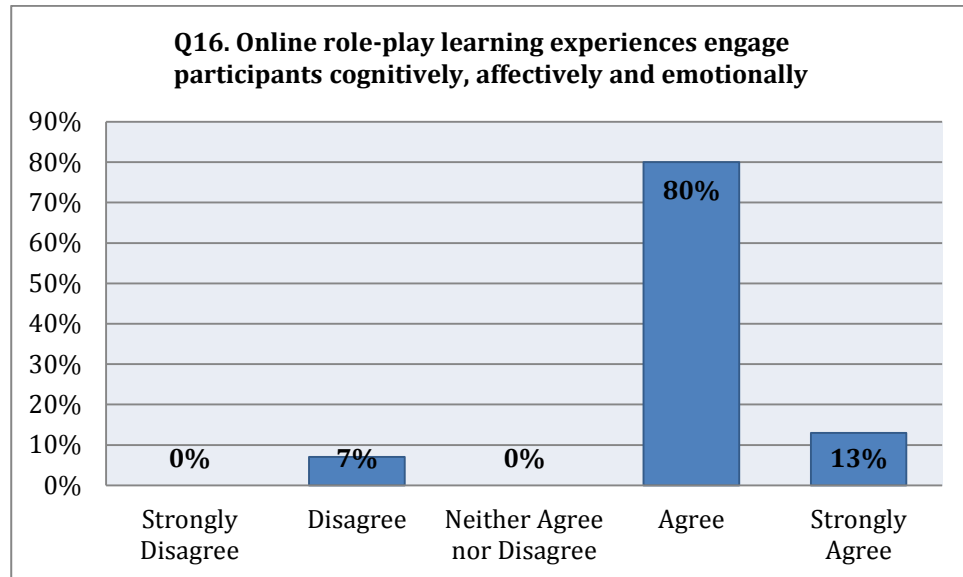 Q16. Online role-play learning experiences engage
participants cognitively, affectively and emotionally
90%
80%
70%
60%
50%
40%
30%
20%
10%
0%
0%
7%
0%
80%
13%
Strongly
Disagree
Disagree
Neither Agree
nor Disagree
Agree
Strongly
Agree